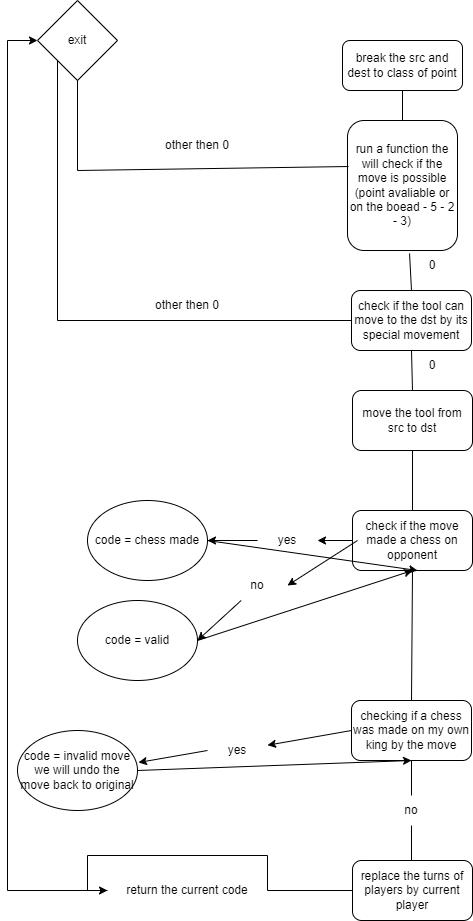 exit
break the src and
dest to class of point
other then 0
run a function the
will check if the
move is possible
(point avaliable or
on the boead - 5 - 2
- 3)
0
other then 0
check if the tool can
move to the dst by its
special movement
0
move the tool from
src to dst
code = chess made
yes
check if the move
made a chess on
opponent
no
code = valid
checking if a chess
was made on my own
king by the move
yes
code = invalid move
we will undo the
move back to original
no
return the current code
replace the turns of
players by current
player